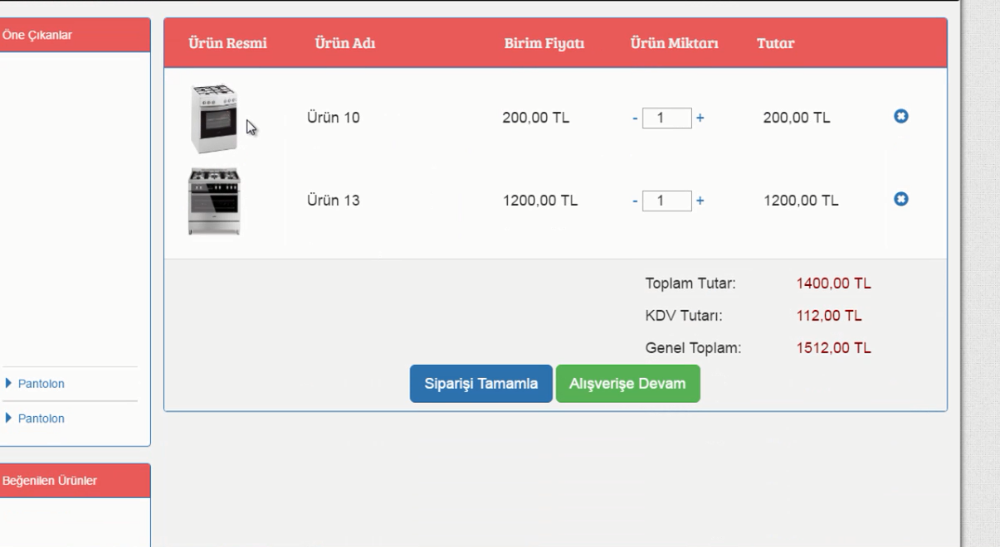 Öne Çıkanlar
Pantolon
Pantolon
Beğenilen Ürünler
Ürün Resmi Ürün Adı Birim Fiyatı Ürün Miktarı Tutar
Ürün 10 200,00 TL - 1 + 200,00 TL
Ürün 13 1200,00 TL - 1 + 1200,00 TL
Toplam Tutar: 1400,00 TL
KDV Tutarı: 112,00 TL
Genel Toplam: 1512,00 TL
Siparişi Tamamla Alışverişe Devam